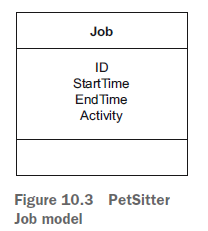 Job
ID
StartTime
EndTime
Activity
Figure 10.3 PetSitter
Job model